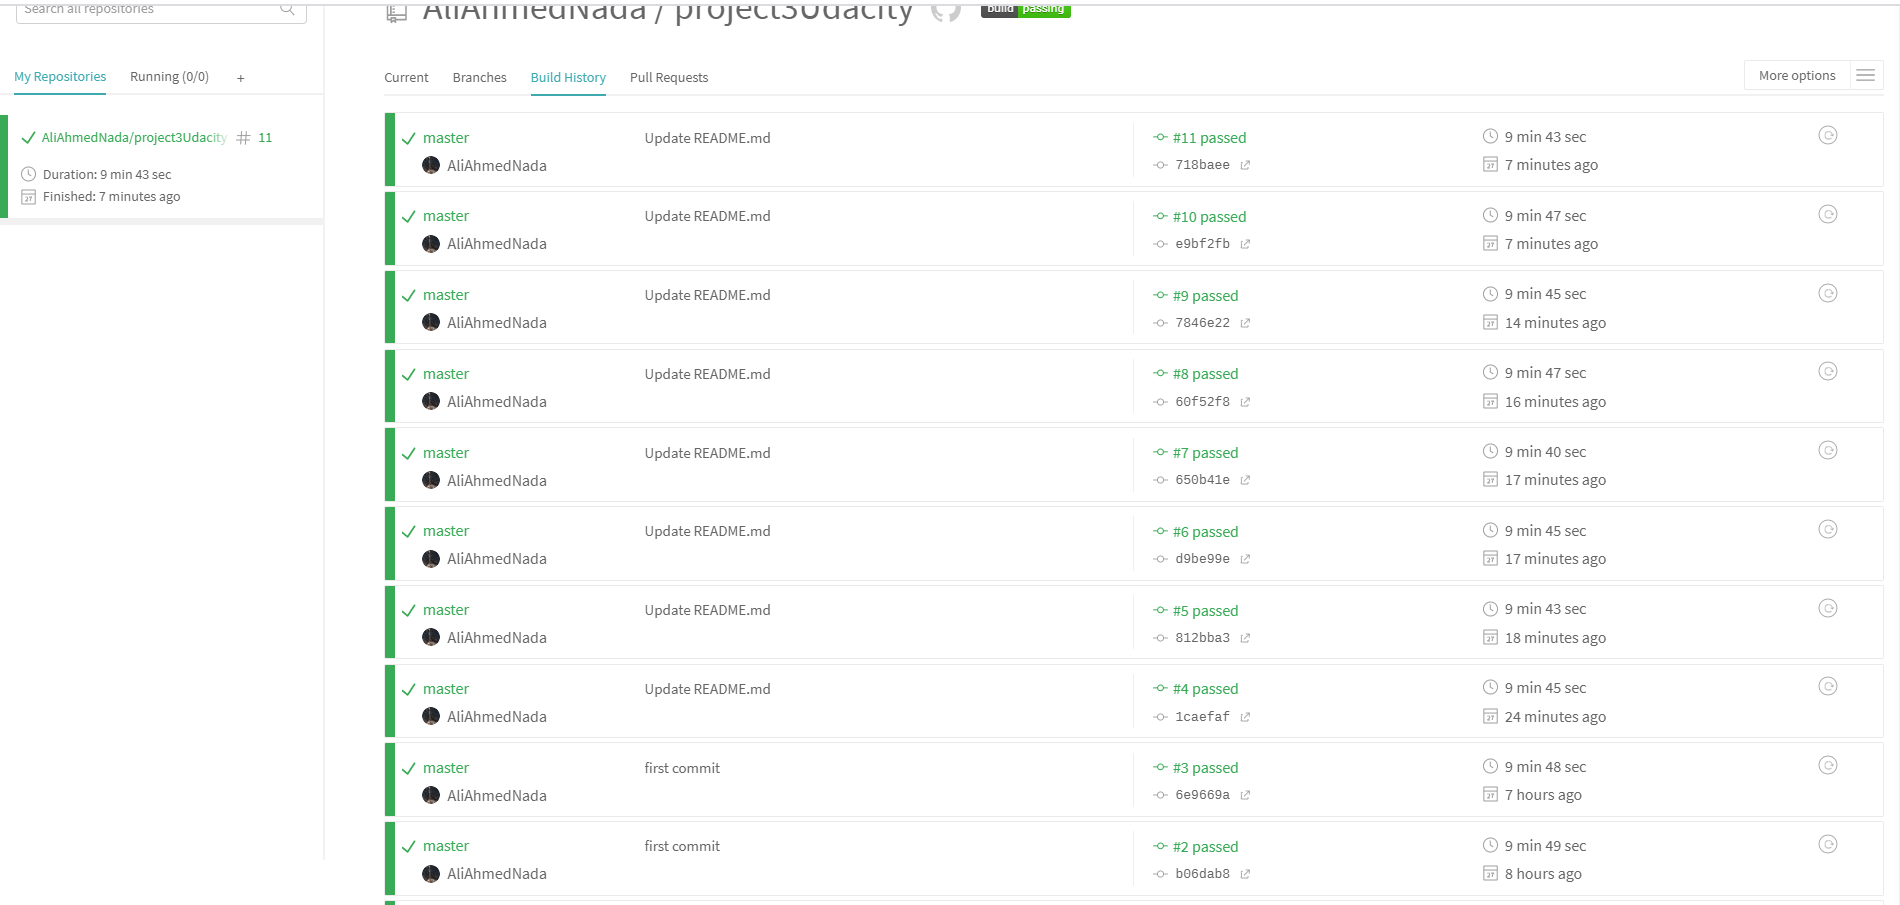 Search all repositories
My Repositories
Running (0/0)
+
AliAhmedNada/project3Udacity # 11
Duration: 9 min 43 sec
Finished: 7 minutes ago
AliAhmedNada / project3Udacity
build passing
Current
Branches
Build History
Pull Requests
More options
master
Update README.md
#11 passed
9 min 43 sec
AliAhmedNada
718baee
7 minutes ago
master
Update README.md
#10 passed
9 min 47 sec
AliAhmedNada
e9bf2fb
7 minutes ago
master
Update README.md
#9 passed
9 min 45 sec
AliAhmedNada
7846e22
14 minutes ago
master
Update README.md
#8 passed
9 min 47 sec
AliAhmedNada
60f52f8
16 minutes ago
master
Update README.md
#7 passed
9 min 40 sec
AliAhmedNada
650b41e
17 minutes ago
master
Update README.md
#6 passed
9 min 45 sec
AliAhmedNada
d9be99e
17 minutes ago
master
Update README.md
#5 passed
9 min 43 sec
AliAhmedNada
812bba3
18 minutes ago
master
Update README.md
#4 passed
9 min 45 sec
AliAhmedNada
1caefaf
24 minutes ago
master
first commit
#3 passed
9 min 48 sec
AliAhmedNada
6e9669a
7 hours ago
master
first commit
#2 passed
9 min 49 sec
AliAhmedNada
b06dab8
8 hours ago